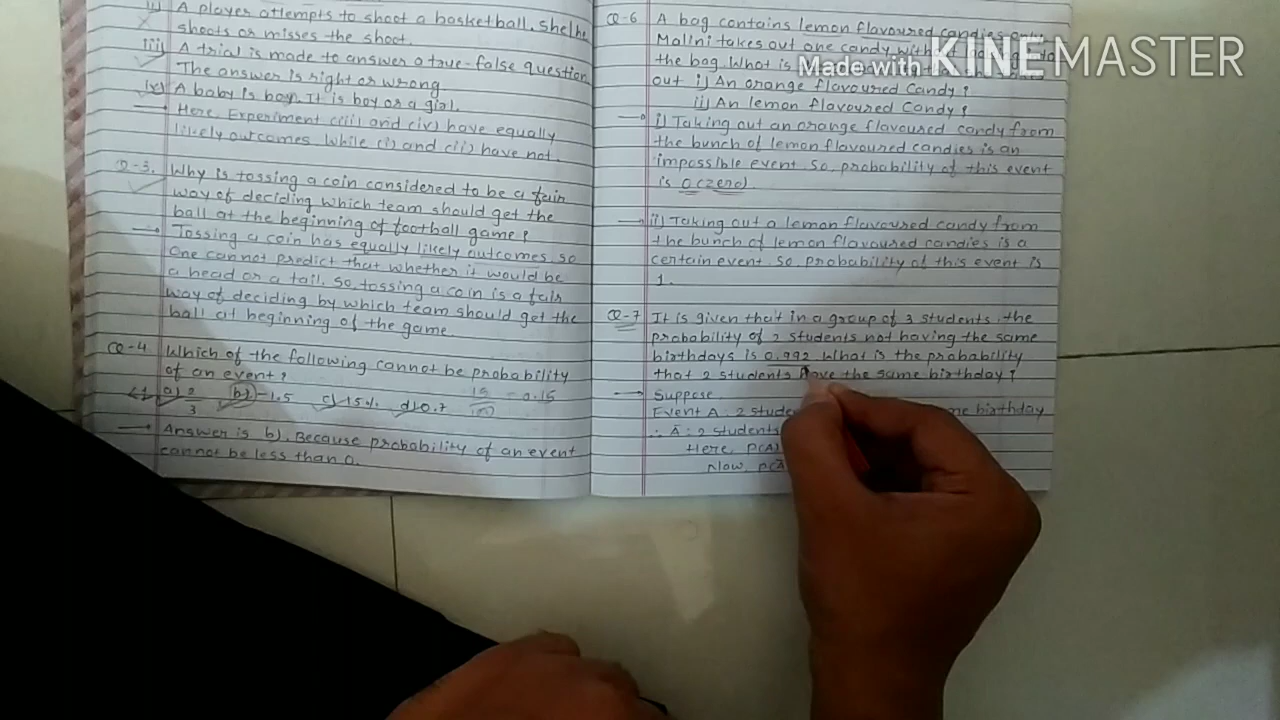 ii) A player attempts to shoot a basketball. She/he
shoots or misses the shoot.
iii) A trial is made to answer a true-false question
The answer is right or wrong
iv) A baby is boy. It is boy or a girl.
Here, Experiment (iii) and (iv) have equally
likely outcomes. While (i) and (ii) have not.
Q-3. Why is tossing a coin considered to be a fair
way of deciding which team should get the
ball at the beginning of football game?
Tossing a coin has equally likely outcomes, so
one cannot predict that whether it would be
a head or a tail. So tossing a coin is a fair
way of deciding by which team should get the
ball at beginning of the game
Q-4 Which of the following cannot be probability
of an event?
a) 2/3 b) -1.5 c) 15% d) 0.7 15/100 = 0.15
Answer is b). Because probability of an event
cannot be less than 0.
Q-6 A bag contains lemon flavoured candies only
Malini takes out one candy
the bag. What is
out i) An orange flavoured candy?
ii) An lemon flavoured candy?
i) Taking out an orange flavoured candy from
the bunch of lemon flavoured candies is an
impossible event. So, probability of this event
is 0 (zero)
ii) Taking out a lemon flavoured candy from
the bunch of lemon flavoured candies is a
certain event. So probability of this event is
1.
Q-7 It is given that in a group of 3 students, the
probability of 2 students not having the same
birthdays is 0.992. What is the probability
that 2 students have the same birthday?
Suppose
Event A : 2 birthday
∴ Ā : 2 students
Here, P(A)
Now, P(Ā
Made with KINEMASTER